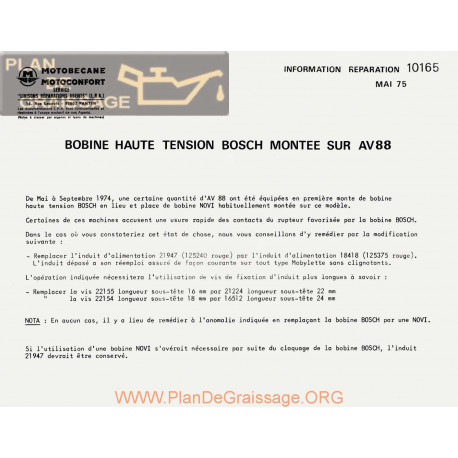 PLAN DE
GRAISSAGE
MOTOBECANE
MOTOCONFORT
SERVICE
INFORMATION REPARATION 10165
MAI 75
BOBINE HAUTE TENSION BOSCH MONTEE SUR AV88
De Mai à Septembre 1974, une certaine quantité d'AV 88 ont été équipées en première monte de bobine
haute tension BOSCH en lieu et place de bobine NOVI habituellement montée sur ce modèle.
Certaines de ces machines accusent une usure rapide des contacts du rupteur favorisée par la bobine BOSCH.
Dans le cas où vous constateriez cet état de chose, nous vous conseillons d'y remédier par la modification
suivante :
- Remplacer l'induit d'alimentation 21947 (125240 rouge) par l'induit d'alimentation 18418 (125375 rouge).
L'induit déposé a son réemploi assuré de façon courante sur tout type Mobylette sans clignotants.
L'opération indiquée nécessitera l'utilisation de vis de fixation d'induit plus longues à savoir :
- Remplacer la vis 22155 longueur sous-tête 16 mm par 21224 longueur sous-tête 22 mm
" la vis 22154 longueur sous-tête 18 mm par 16512 longueur sous-tête 24 mm
NOTA : En aucun cas, il y a lieu de remédier à l'anomalie indiquée en remplaçant la bobine BOSCH par une NOVI.
Si l'utilisation d'une bobine NOVI s'avérait nécessaire par suite du claquage de la bobine BOSCH, l'induit
21947 devrait être conservé.
www.PlanDeGraissage.ORG